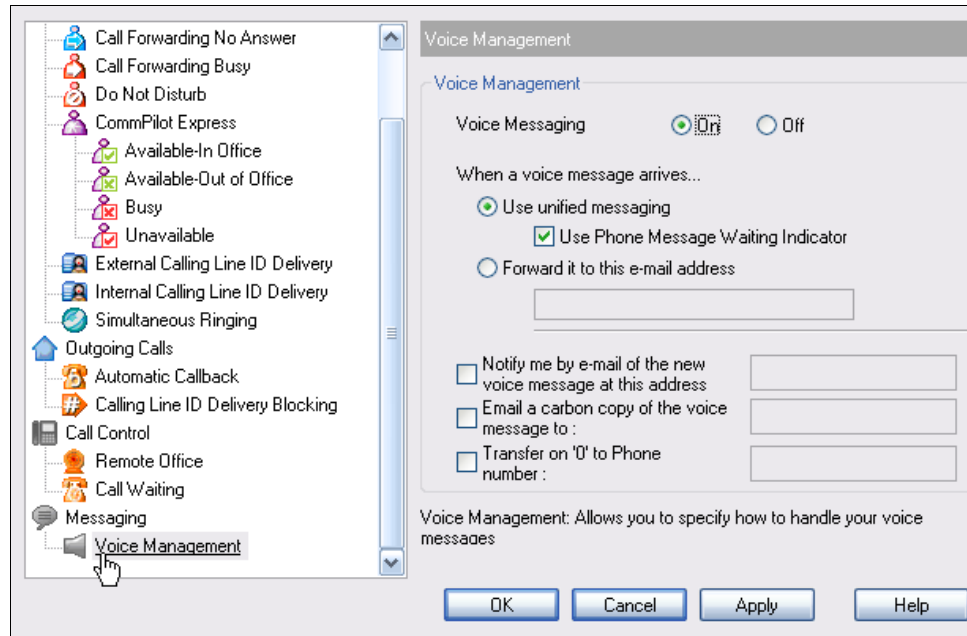 Call Forwarding No Answer
Call Forwarding Busy
Do Not Disturb
CommPilot Express
Available-In Office
Available-Out of Office
Busy
Unavailable
External Calling Line ID Delivery
Internal Calling Line ID Delivery
Simultaneous Ringing
Outgoing Calls
Automatic Callback
Calling Line ID Delivery Blocking
Call Control
Remote Office
Call Waiting
Messaging
Voice Management
Voice Management
Voice Management
Voice Messaging On Off
When a voice message arrives...
Use unified messaging
Use Phone Message Waiting Indicator
Forward it to this e-mail address
Notify me by e-mail of the new
voice message at this address
Email a carbon copy of the voice
message to :
Transfer on '0' to Phone
number :
Voice Management: Allows you to specify how to handle your voice
messages
OK Cancel Apply Help